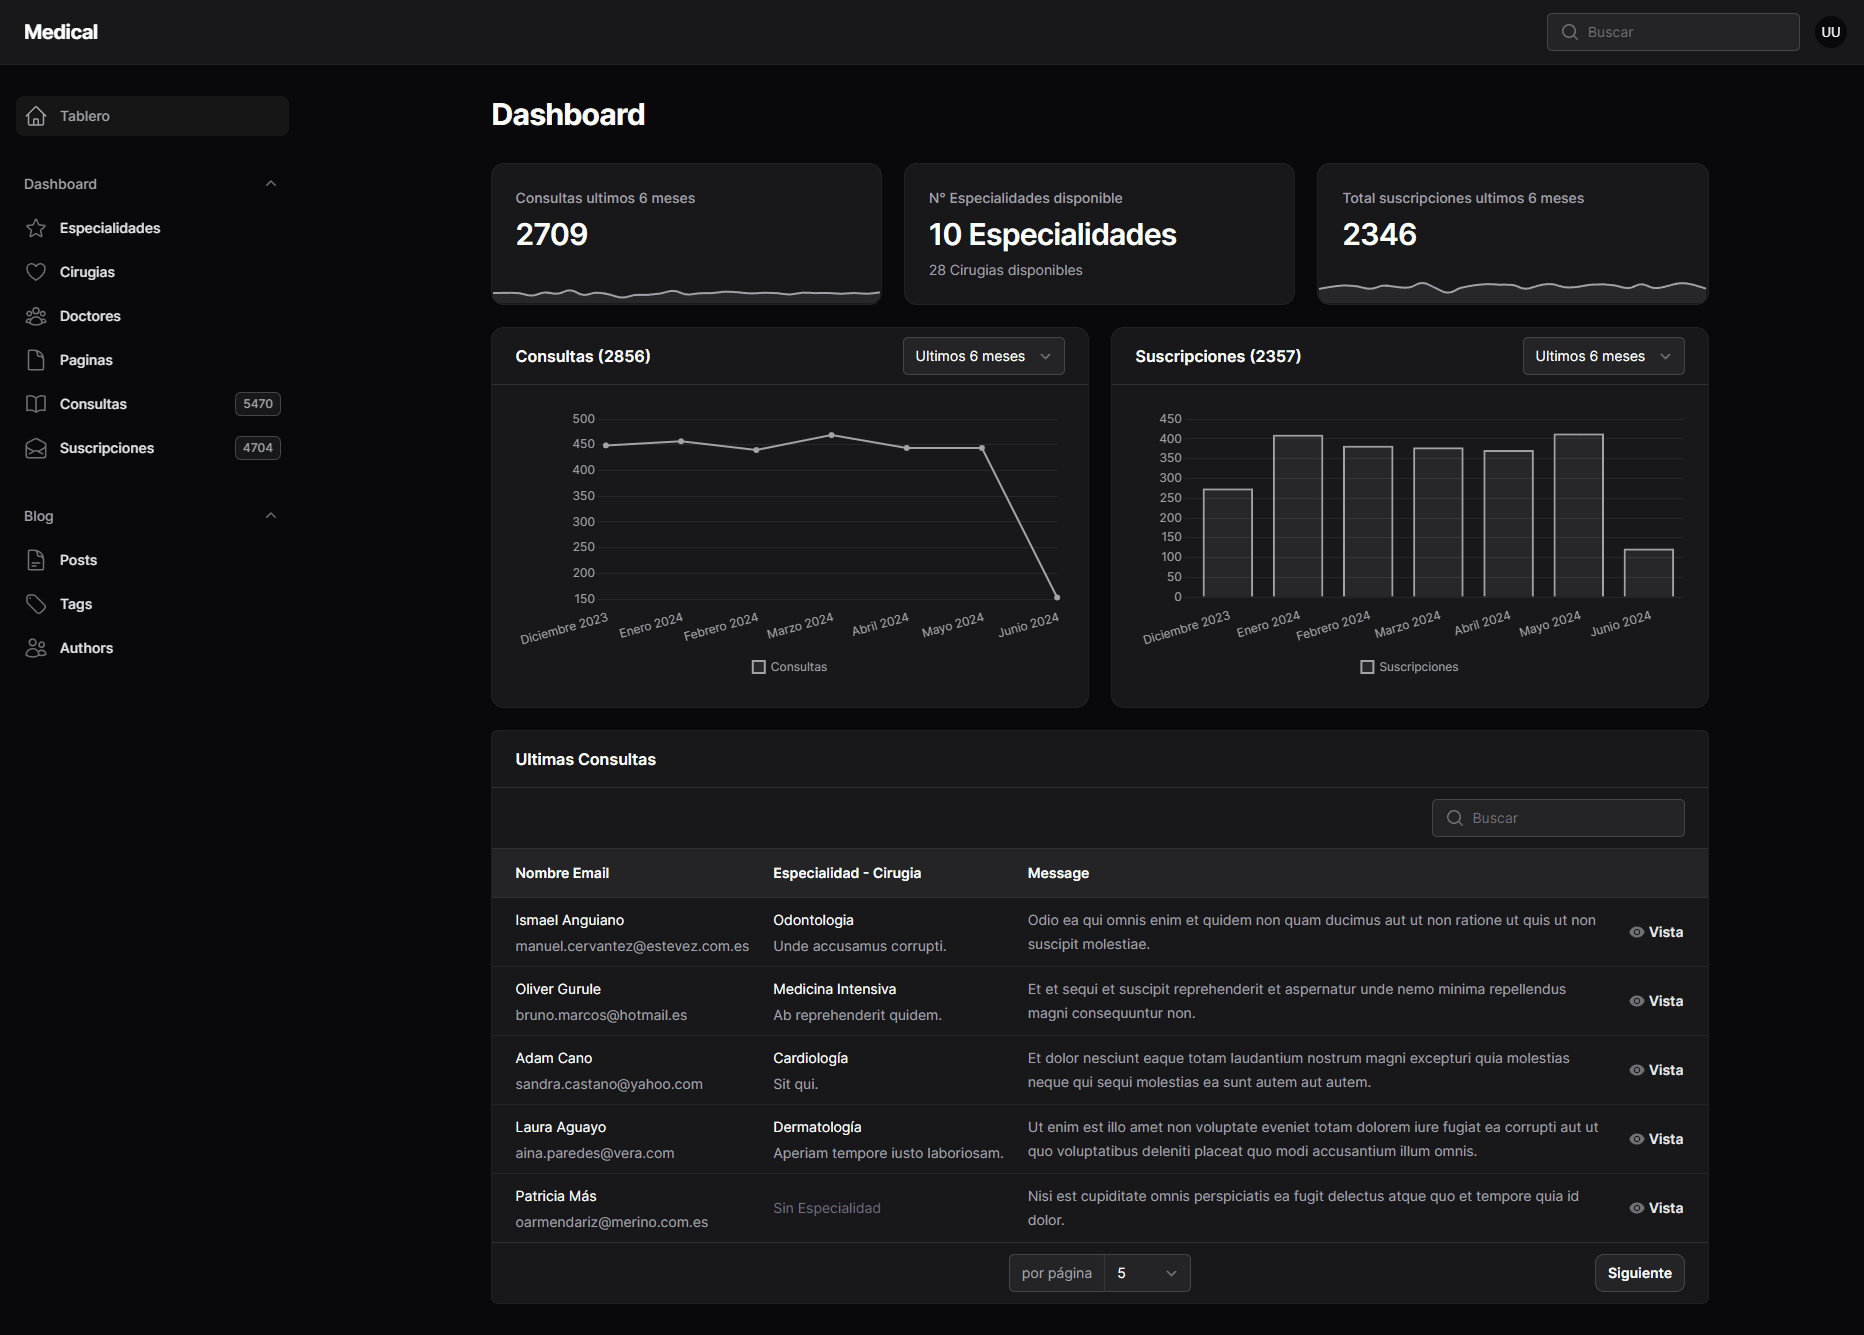 Medical
Buscar
UU
Tablero
Dashboard
Especialidades
Cirugias
Doctores
Paginas
Consultas 5470
Suscripciones 4704
Blog
Posts
Tags
Authors
Dashboard
Consultas ultimos 6 meses
2709
N° Especialidades disponible
10 Especialidades
28 Cirugias disponibles
Total suscripciones ultimos 6 meses
2346
Consultas (2856)
Ultimos 6 meses
500
450
400
350
300
250
200
150
Diciembre 2023
Enero 2024
Febrero 2024
Marzo 2024
Abril 2024
Mayo 2024
Junio 2024
Consultas
Suscripciones (2357)
Ultimos 6 meses
450
400
350
300
250
200
150
100
50
0
Diciembre 2023
Enero 2024
Febrero 2024
Marzo 2024
Abril 2024
Mayo 2024
Junio 2024
Suscripciones
Ultimas Consultas
Buscar
Nombre Email
Especialidad - Cirugia
Message
Ismael Anguiano
manuel.cervantez@estevez.com.es
Odontologia
Unde accusamus corrupti.
Odio ea qui omnis enim et quidem non quam ducimus aut ut non ratione ut quis ut non
suscipit molestiae.
Vista
Oliver Gurule
bruno.marcos@hotmail.es
Medicina Intensiva
Ab reprehenderit quidem.
Et et sequi et suscipit reprehenderit et aspernatur unde nemo minima repellendus
magni consequuntur non.
Vista
Adam Cano
sandra.castano@yahoo.com
Cardiología
Sit qui.
Et dolor nesciunt eaque totam laudantium nostrum magni excepturi quia molestias
neque qui sequi molestias ea sunt autem aut autem.
Vista
Laura Aguayo
aina.paredes@vera.com
Dermatología
Aperiam tempore iusto laboriosam.
Ut enim est illo amet non voluptate eveniet totam dolorem iure fugiat ea corrupti aut ut
quo voluptatibus deleniti placeat quo modi accusantium illum omnis.
Vista
Patricia Más
oarmendariz@merino.com.es
Sin Especialidad
Nisi est cupiditate omnis perspiciatis ea fugit delectus atque quo et tempore quia id
dolor.
Vista
por página 5
Siguiente